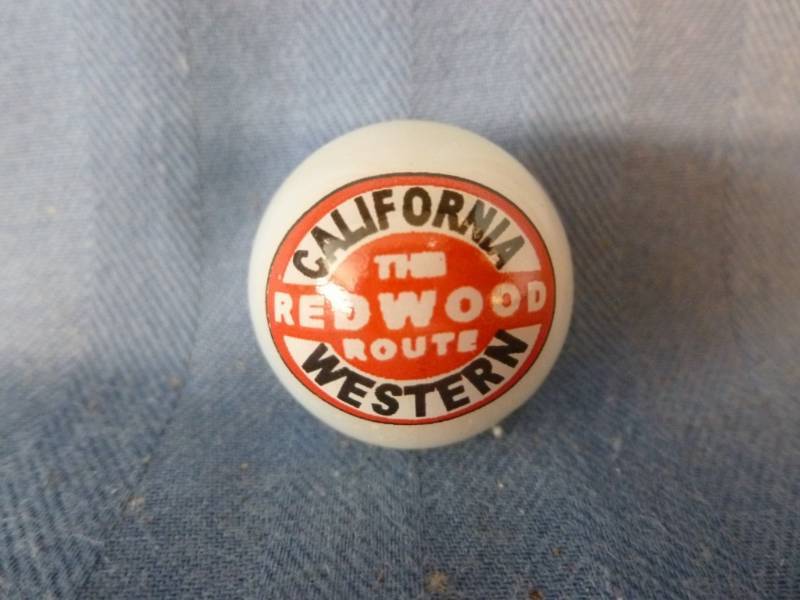 CALIFORNIA
THE
REDWOOD
ROUTE
WESTERN